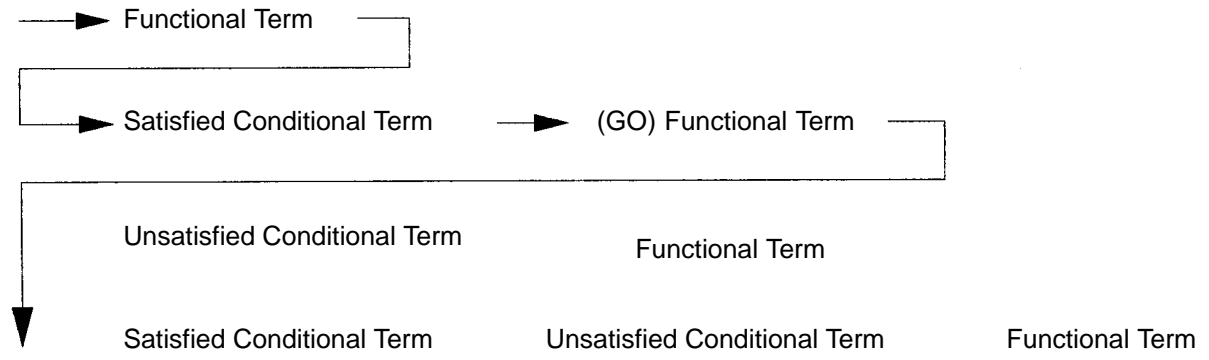 Functional Term
Satisfied Conditional Term (GO) Functional Term
Unsatisfied Conditional Term Functional Term
Satisfied Conditional Term Unsatisfied Conditional Term Functional Term